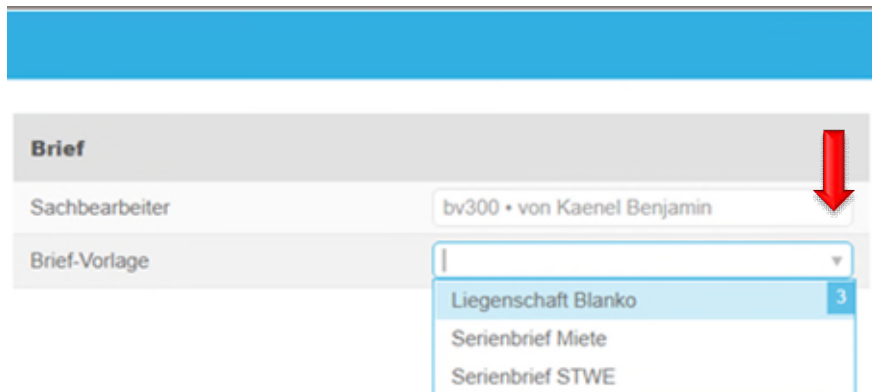 Brief
Sachbearbeiter bv300 • von Kaenel Benjamin
Brief-Vorlage
Liegenschaft Blanko 3
Serienbrief Miete
Serienbrief STWE